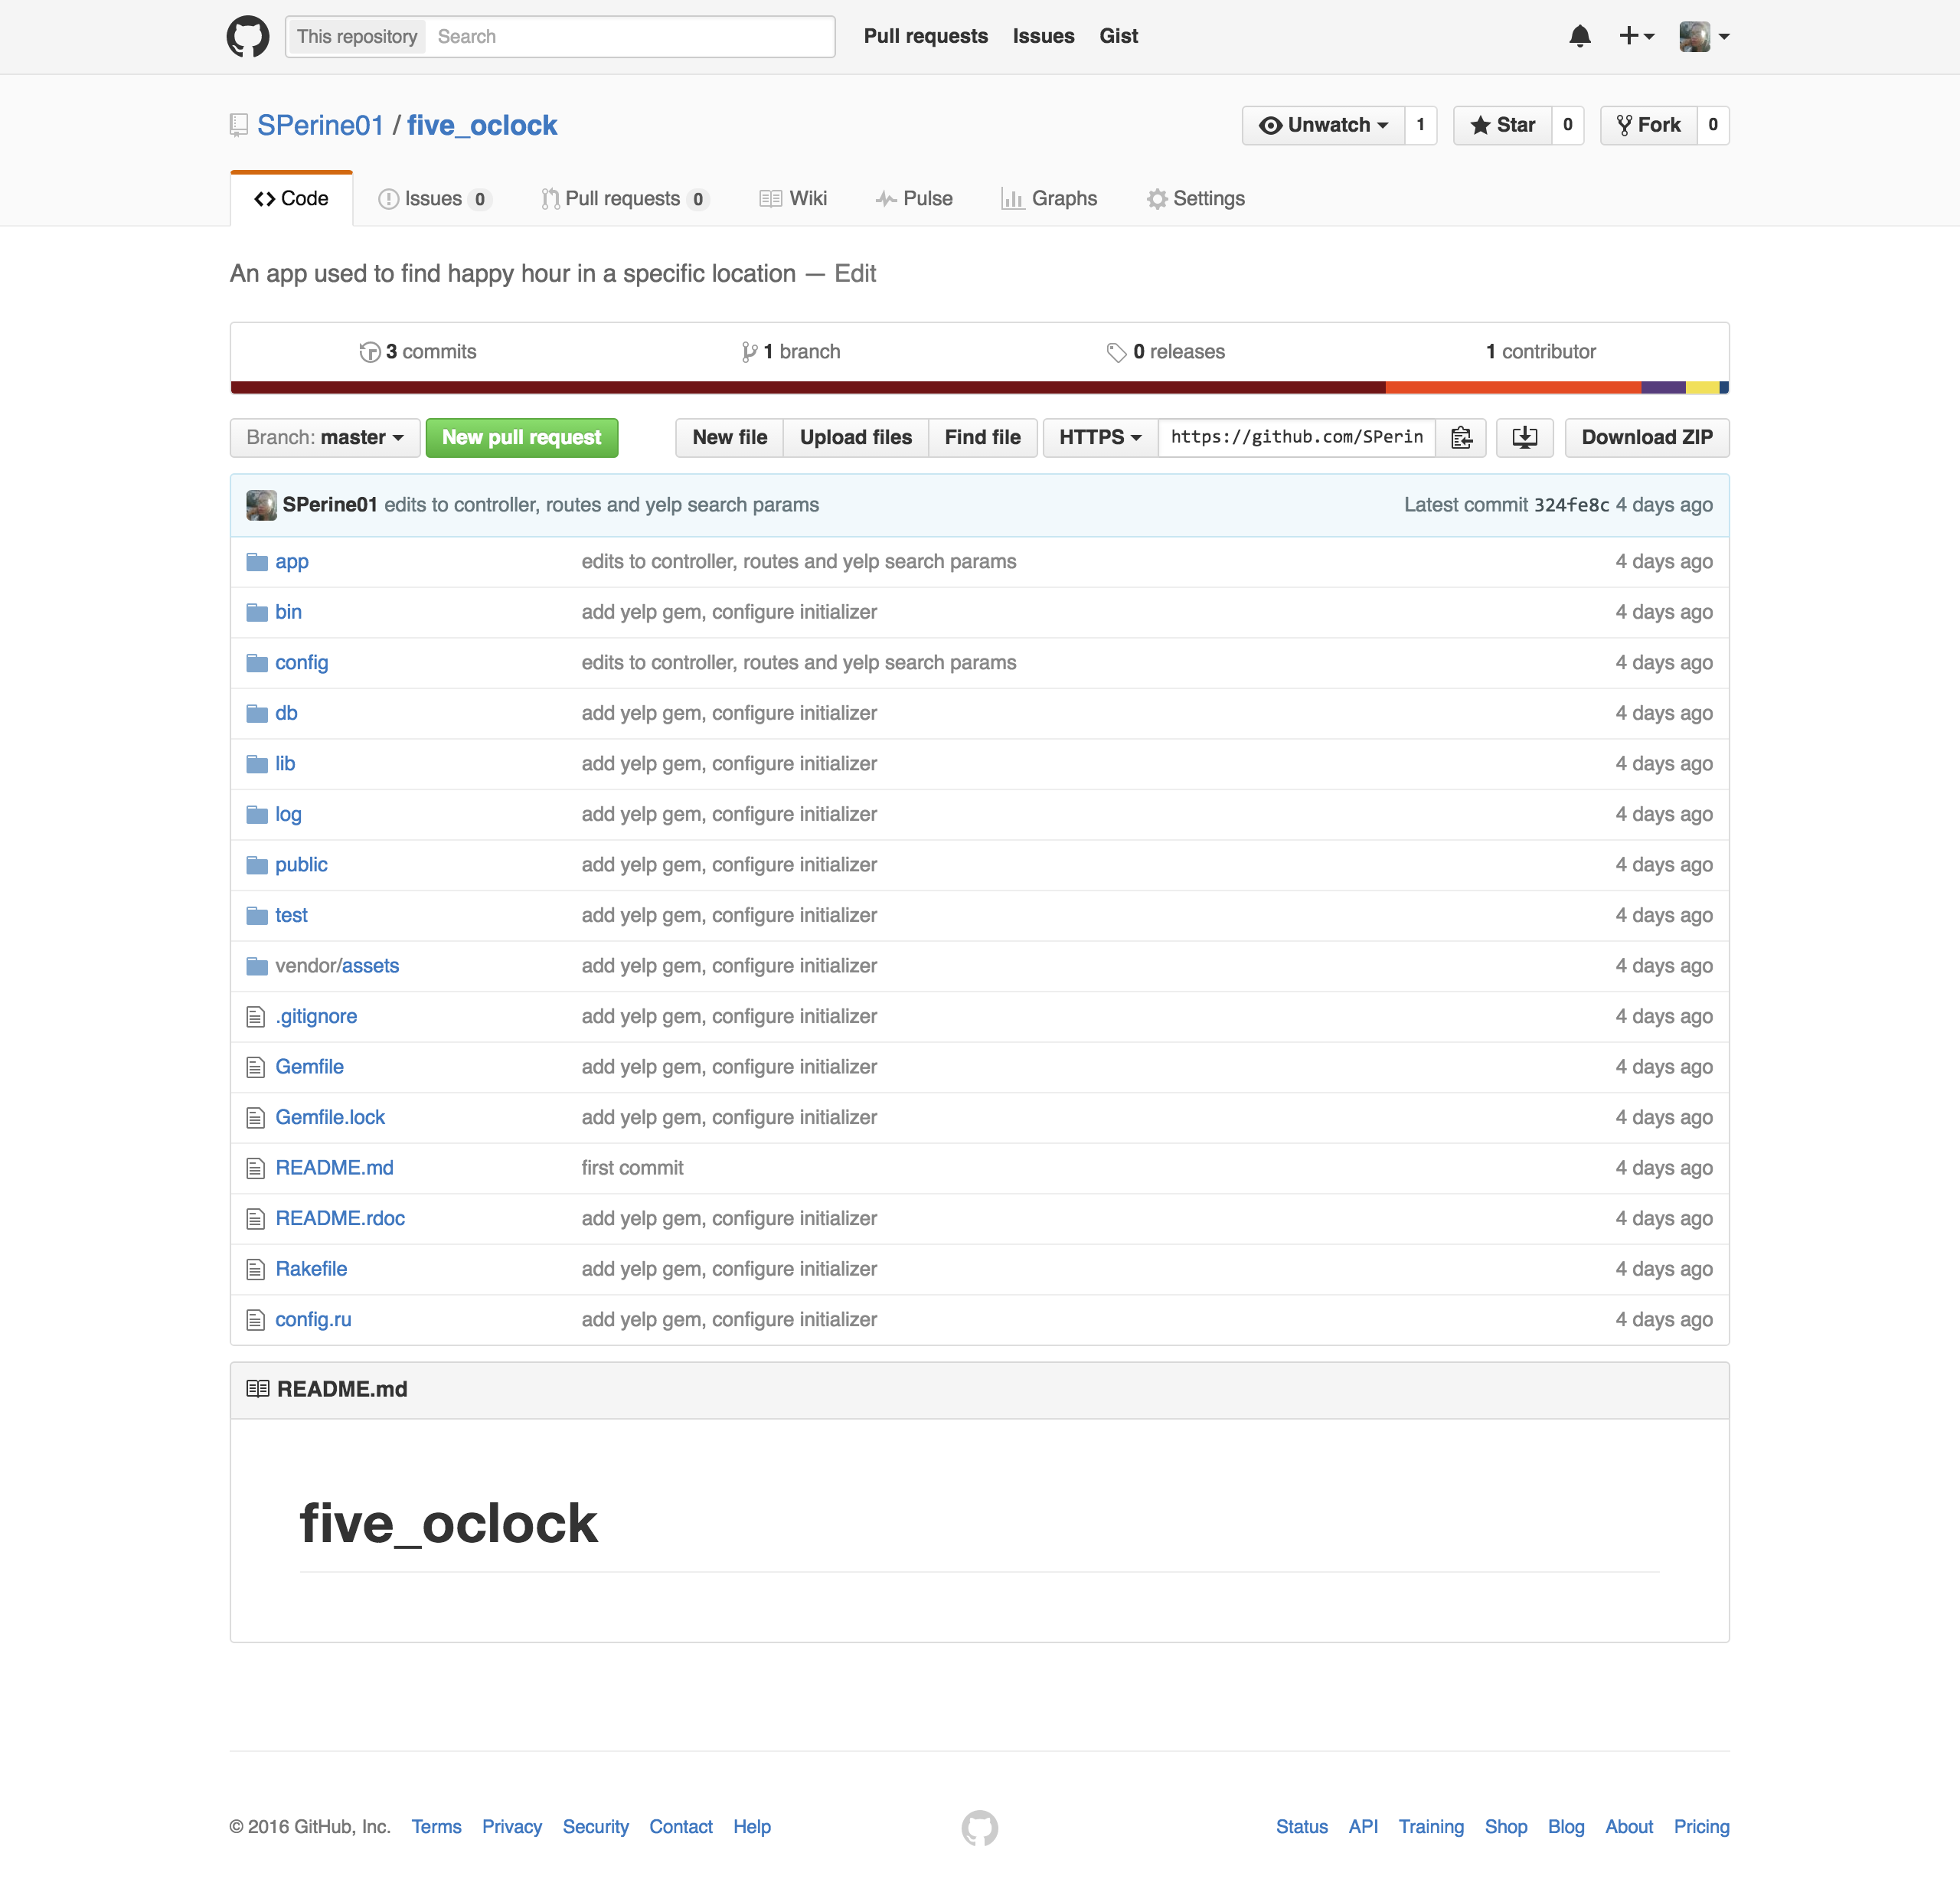 This repository Search Pull requests Issues Gist
SPerine01 / five_oclock Unwatch 1 Star 0 Fork 0
Code Issues 0 Pull requests 0 Wiki Pulse Graphs Settings
An app used to find happy hour in a specific location — Edit
3 commits 1 branch 0 releases 1 contributor
Branch: master New pull request New file Upload files Find file HTTPS https://github.com/SPerin Download ZIP
SPerine01 edits to controller, routes and yelp search params Latest commit 324fe8c 4 days ago
app edits to controller, routes and yelp search params 4 days ago
bin add yelp gem, configure initializer 4 days ago
config edits to controller, routes and yelp search params 4 days ago
db add yelp gem, configure initializer 4 days ago
lib add yelp gem, configure initializer 4 days ago
log add yelp gem, configure initializer 4 days ago
public add yelp gem, configure initializer 4 days ago
test add yelp gem, configure initializer 4 days ago
vendor/assets add yelp gem, configure initializer 4 days ago
.gitignore add yelp gem, configure initializer 4 days ago
Gemfile add yelp gem, configure initializer 4 days ago
Gemfile.lock add yelp gem, configure initializer 4 days ago
README.md first commit 4 days ago
README.rdoc add yelp gem, configure initializer 4 days ago
Rakefile add yelp gem, configure initializer 4 days ago
config.ru add yelp gem, configure initializer 4 days ago
README.md
five_oclock
© 2016 GitHub, Inc. Terms Privacy Security Contact Help Status API Training Shop Blog About Pricing